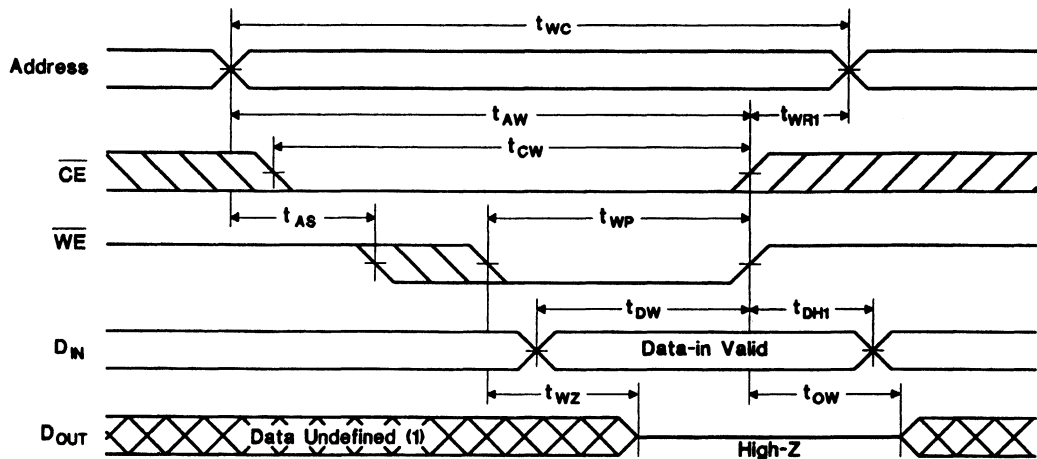 tWC
Address
tAW
tWR1
tCW
CE
tAS
tWP
WE
tDW
tDH1
DIN
Data-in Valid
tWZ
tOW
DOUT
Data Undefined (1)
High-Z